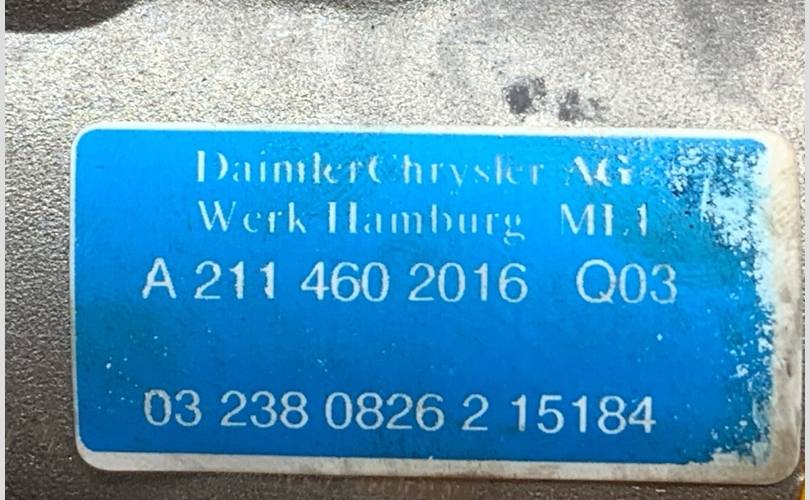 DaimlerChrysler AG
Werk Hamburg ML1
A 211 460 2016 Q03
03 238 0826 2 15184